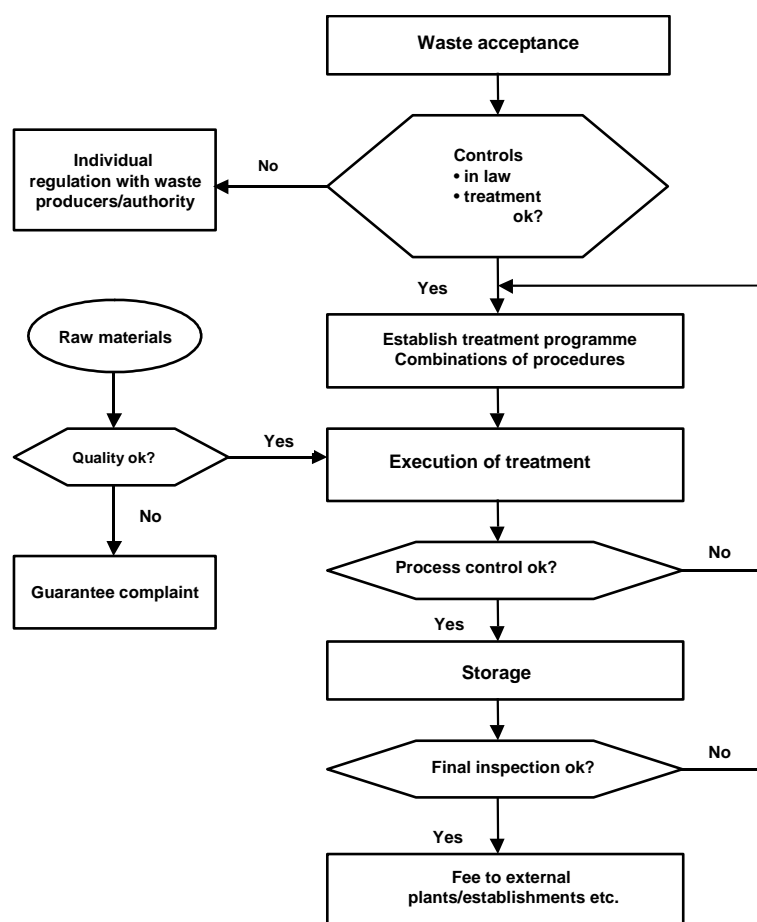 Waste acceptance
Controls
• in law
• treatment
ok?
No
Individual
regulation with waste
producers/authority
Yes
Establish treatment programme
Combinations of procedures
Raw materials
Quality ok?
Yes
Execution of treatment
No
Guarantee complaint
Process control ok?
No
Yes
Storage
Final inspection ok?
No
Yes
Fee to external
plants/establishments etc.